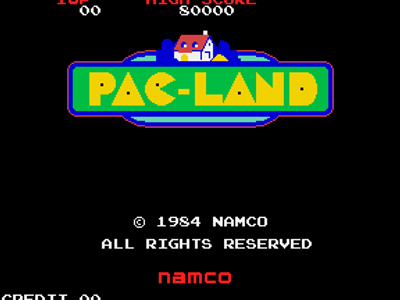 1UP HIGH SCORE
00 80000
PAC-LAND
© 1984 NAMCO
ALL RIGHTS RESERVED
namco
CREDIT 00